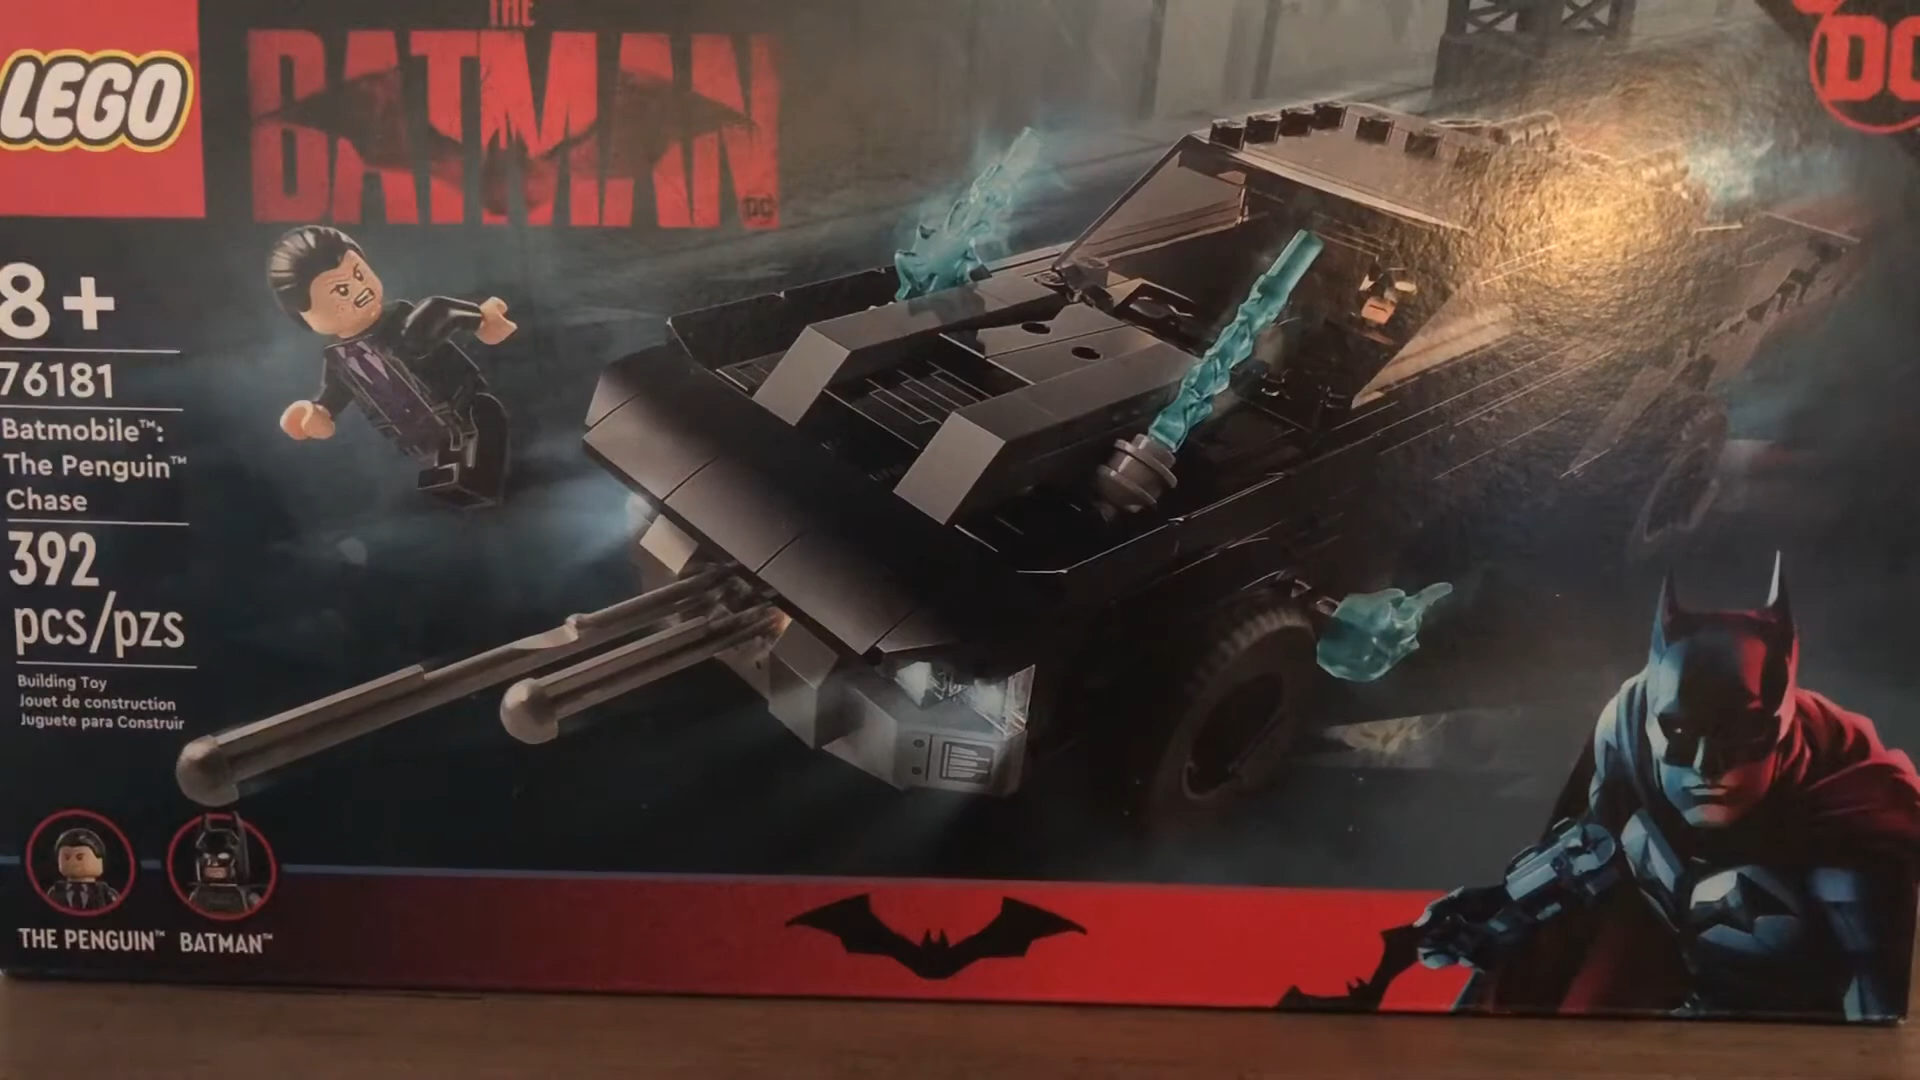 LEGO
THE
BATMAN
DC
DC
8+
76181
Batmobile™:
The Penguin™
Chase
392
pcs/pzs
Building Toy
Jouet de construction
Juguete para Construir
THE PENGUIN™ BATMAN™